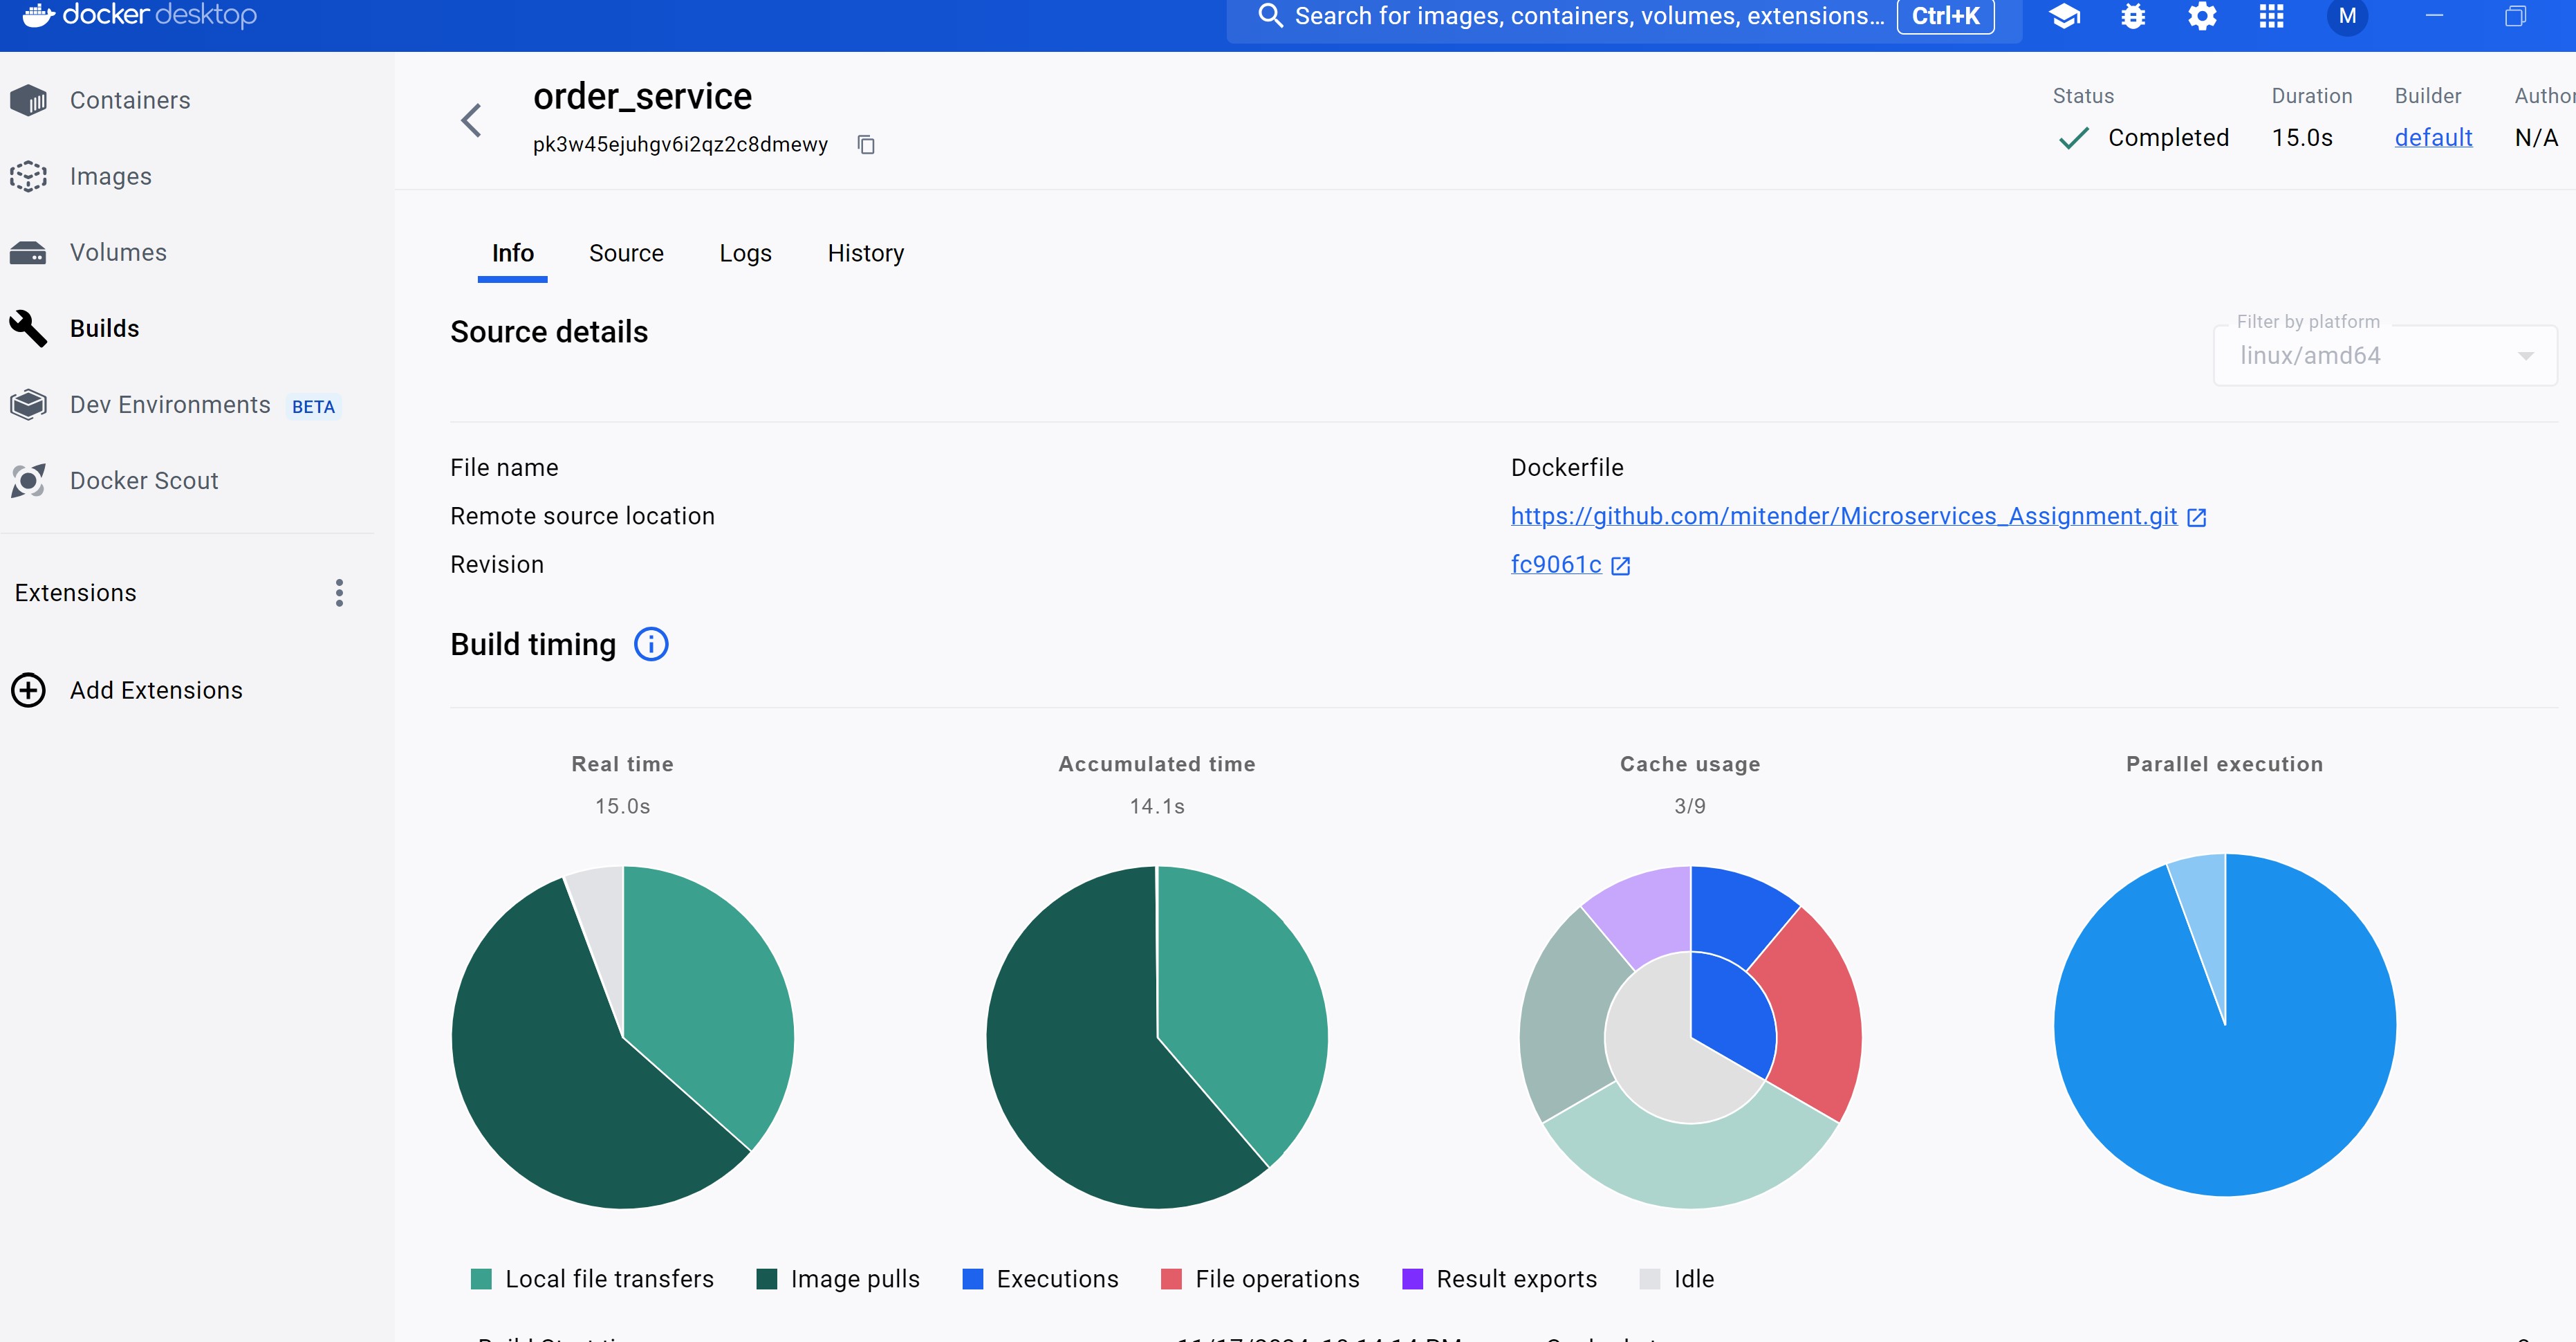 docker desktop
Search for images, containers, volumes, extensions... Ctrl+K
M
Containers
Images
Volumes
Builds
Dev Environments BETA
Docker Scout
Extensions
Add Extensions
order_service
pk3w45ejuhgv6i2qz2c8dmewy
Status Duration Builder
Completed 15.0s default N/A
Info Source Logs History
Source details
Filter by platform
linux/amd64
File name Dockerfile
Remote source location https://github.com/mitender/Microservices_Assignment.git
Revision fc9061c
Build timing
Real time Accumulated time Cache usage Parallel execution
15.0s 14.1s 3/9
Local file transfers Image pulls Executions File operations Result exports Idle